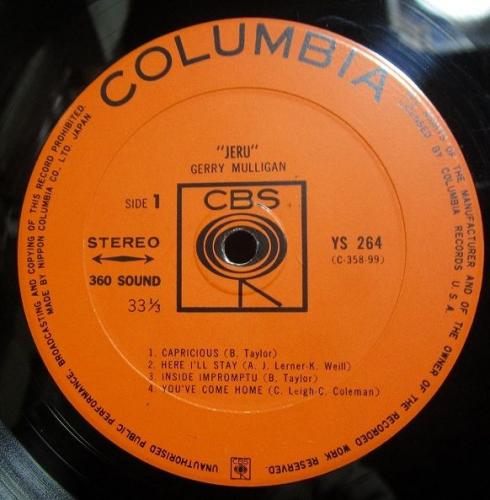 COLUMBIA
"JERU"
GERRY MULLIGAN
SIDE 1
CBS
STEREO
360 SOUND
33⅓
YS 264
(C-358-99)
1. CAPRICIOUS (B. Taylor)
2. HERE I'LL STAY (A. J. Lerner-K. Weill)
3. INSIDE IMPROMPTU (B. Taylor)
4. YOU'VE COME HOME (C. Leigh-C. Coleman)
CBS
OF THE MANUFACTURER AND OF THE OWNER OF THE RECORDED WORK RESERVED.
UNAUTHORISED PUBLIC PERFORMANCE, BROADCASTING AND COPYING OF THIS RECORD PROHIBITED.
MADE BY NIPPON COLUMBIA CO., LTD. JAPAN
BY COLUMBIA RECORDS U.S.A.